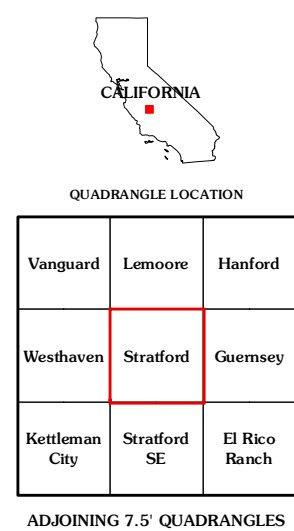 CALIFORNIA
QUADRANGLE LOCATION
Vanguard Lemoore Hanford
Westhaven Stratford Guernsey
Kettleman Stratford El Rico
City SE Ranch
ADJOINING 7.5' QUADRANGLES